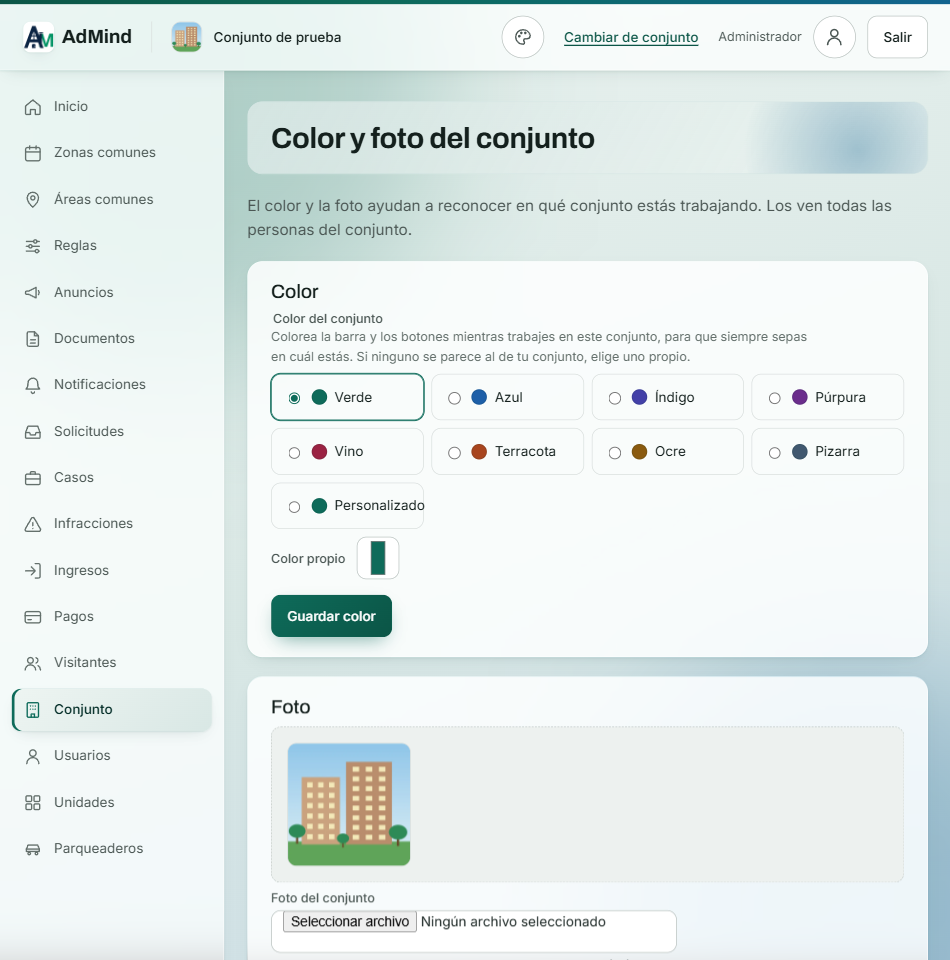 AM AdMind
Conjunto de prueba
Cambiar de conjunto
Administrador
Salir
Inicio
Zonas comunes
Áreas comunes
Reglas
Anuncios
Documentos
Notificaciones
Solicitudes
Casos
Infracciones
Ingresos
Pagos
Visitantes
Conjunto
Usuarios
Unidades
Parqueaderos
Color y foto del conjunto
El color y la foto ayudan a reconocer en qué conjunto estás trabajando. Los ven todas las
personas del conjunto.
Color
Color del conjunto
Colorea la barra y los botones mientras trabajes en este conjunto, para que siempre sepas
en cuál estás. Si ninguno se parece al de tu conjunto, elige uno propio.
Verde
Azul
Índigo
Púrpura
Vino
Terracota
Ocre
Pizarra
Personalizado
Color propio
Guardar color
Foto
Foto del conjunto
Seleccionar archivo Ningún archivo seleccionado